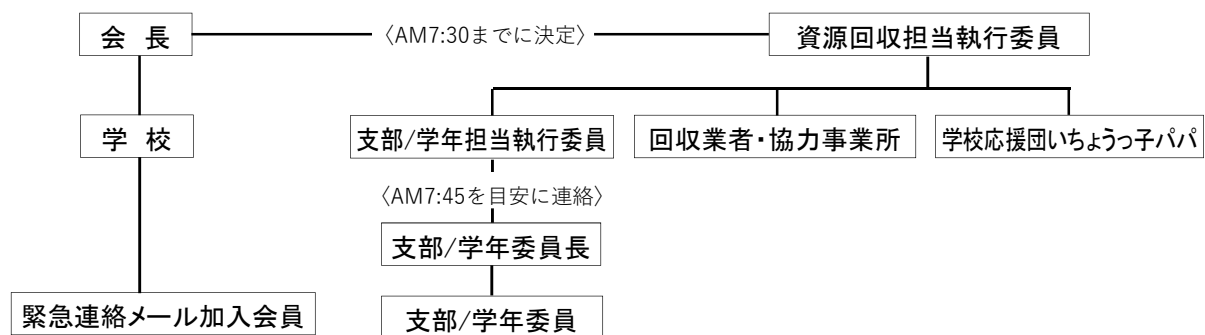 会 長 〈AM7:30までに決定〉 資源回収担当執行委員
学 校 支部/学年担当執行委員 回収業者・協力事業所 学校応援団いちょうっ子パパ
〈AM7:45を目安に連絡〉
支部/学年委員長
緊急連絡メール加入会員 支部/学年委員